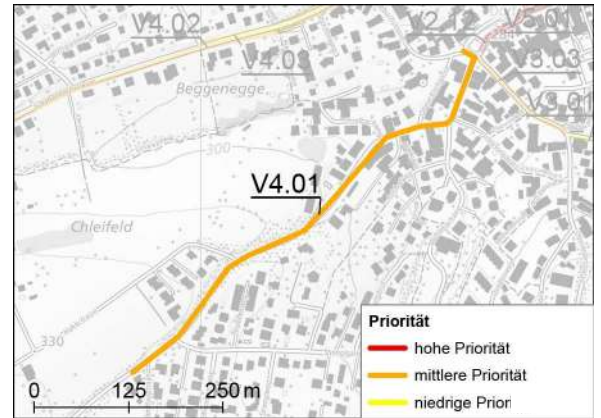 V4.02
V2.12
V5.01
V4.03
V3.03
Beggenegge
V3.01
300
V4.01
Chleifeld
330
0 125 250 m
Priorität
hohe Priorität
mittlere Priorität
niedrige Priori